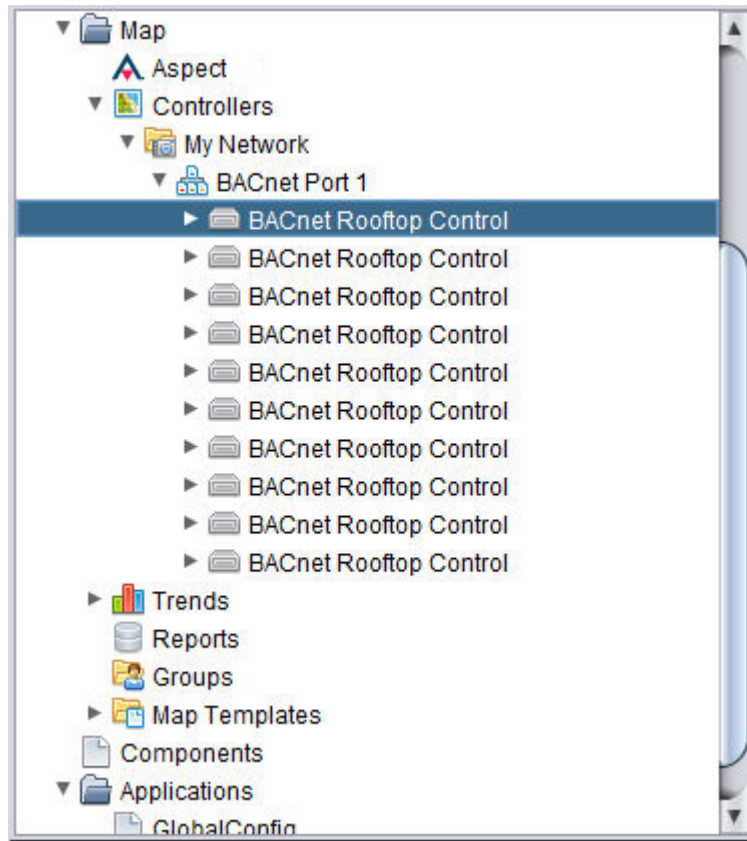 Map
Aspect
Controllers
My Network
BACnet Port 1
BACnet Rooftop Control
BACnet Rooftop Control
BACnet Rooftop Control
BACnet Rooftop Control
BACnet Rooftop Control
BACnet Rooftop Control
BACnet Rooftop Control
BACnet Rooftop Control
BACnet Rooftop Control
BACnet Rooftop Control
Trends
Reports
Groups
Map Templates
Components
Applications
GlobalConfig